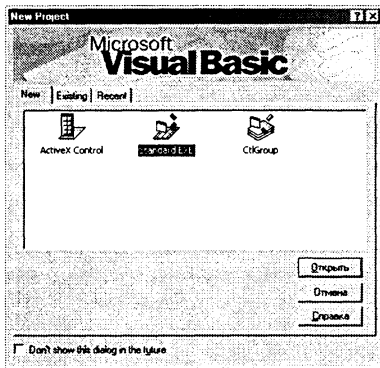 New Project
Microsoft
Visual Basic
New Existing Recent
ActiveX Control Standard EXE CtlGroup
Открыть
Отмена
Справка
Don't show this dialog in the future